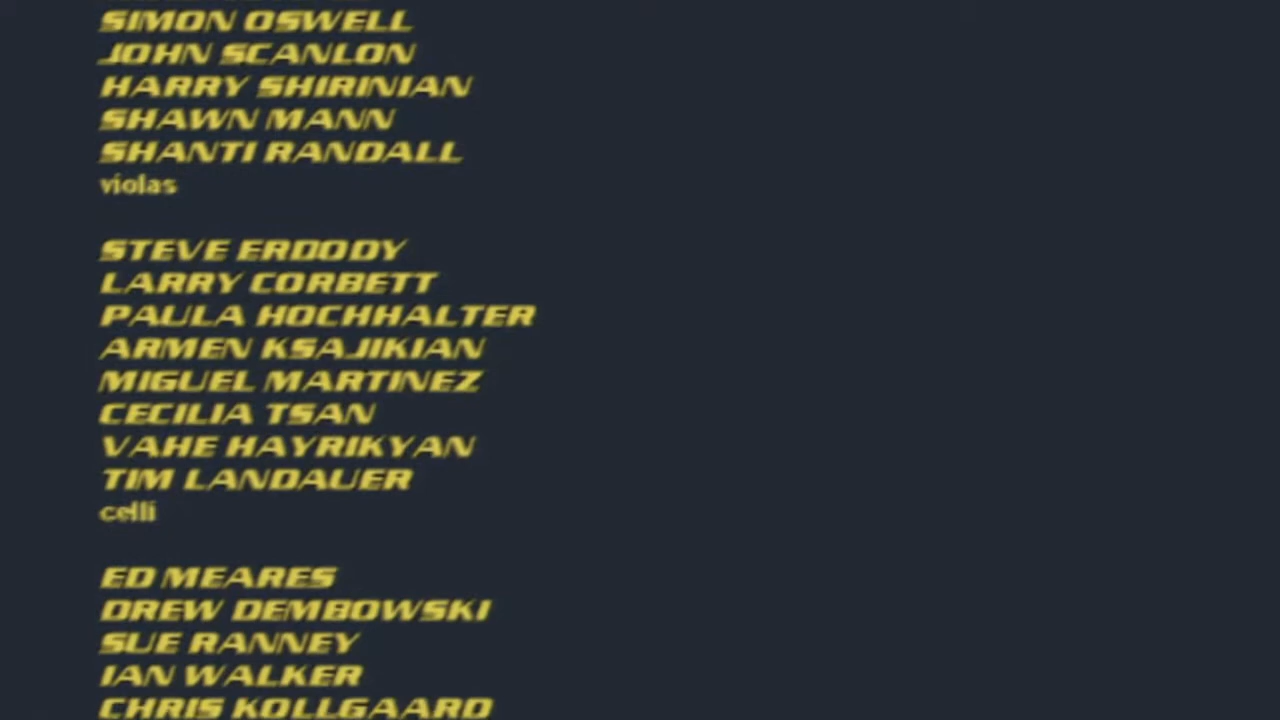 SIMON OSWELL
JOHN SCANLON
HARRY SHIRINIAN
SHAWN MANN
SHANTI RANDALL
violas
STEVE ERDODY
LARRY CORBETT
PAULA HOCHHALTER
ARMEN KSAJIKIAN
MIGUEL MARTINEZ
CECILIA TSAN
VAHE HAYRIKYAN
TIM LANDAUER
celli
ED MEARES
DREW DEMBOWSKI
SUE RANNEY
IAN WALKER
CHRIS KOLLGAARD